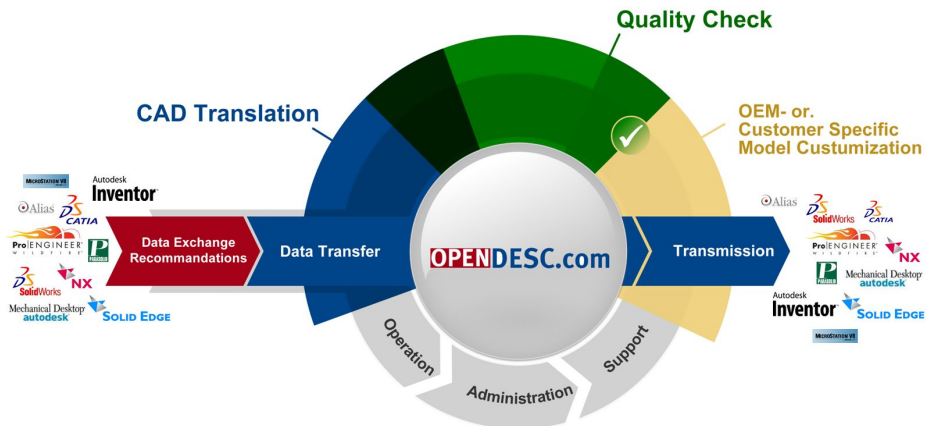 Quality Check
CAD Translation
OEM- or.
Customer Specific
Model Custumization
MICROSTATION V8
Autodesk
Inventor
Alias
CATIA
Pro ENGINEER
WILDFIRE
PARASOLID
NX
SolidWorks
Mechanical Desktop
autodesk
SOLID EDGE
Data Exchange
Recommandations
Data Transfer
OPENDESC.com
Transmission
Operation
Administration
Support
Alias
SolidWorks
CATIA
Pro ENGINEER
WILDFIRE
NX
PARASOLID
Mechanical Desktop
autodesk
Autodesk
Inventor
SOLID EDGE
MICROSTATION V8